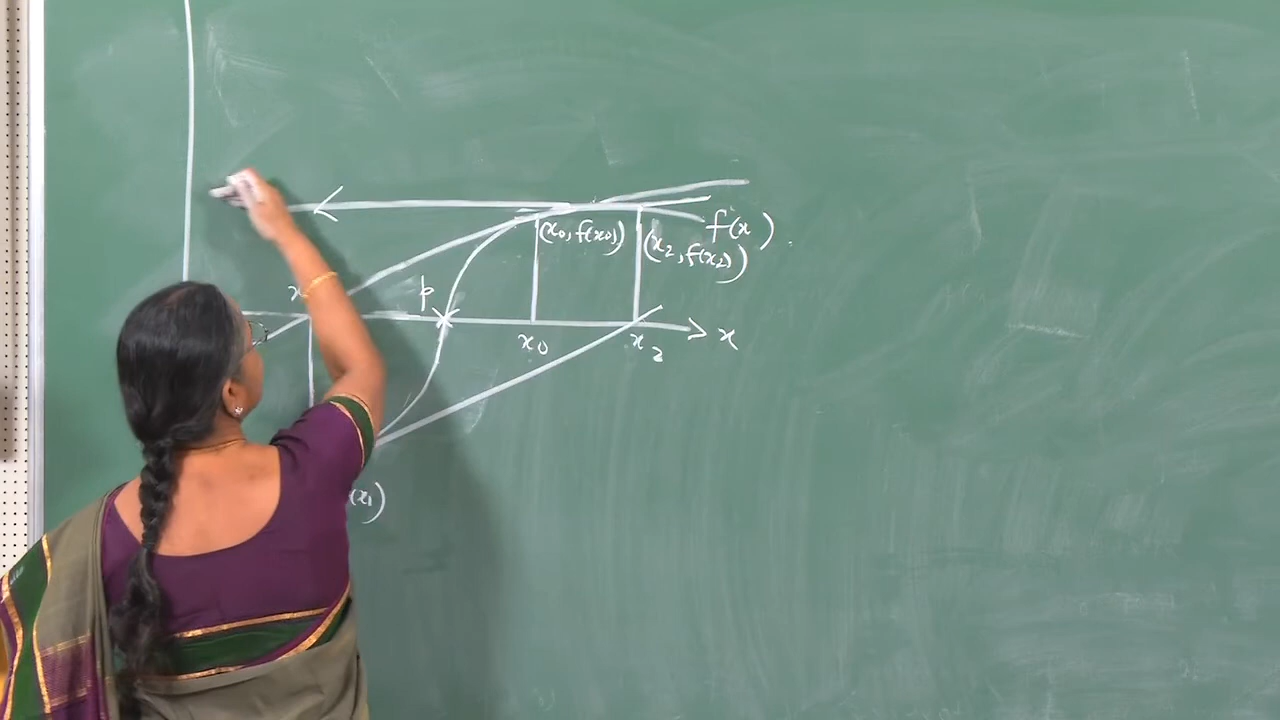 f(x).
(x₀, f(x₀)) (x₂, f(x₂))
x p
x₀ x₂ x
(x₁)